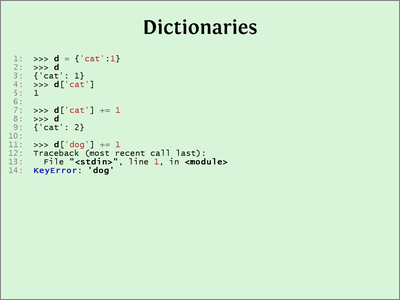 Dictionaries
1: >>> d = {'cat':1}
2: >>> d
3: {'cat': 1}
4: >>> d['cat']
5: 1
6:
7: >>> d['cat'] += 1
8: >>> d
9: {'cat': 2}
10:
11: >>> d['dog'] += 1
12: Traceback (most recent call last):
13:   File "<stdin>", line 1, in <module>
14: KeyError: 'dog'